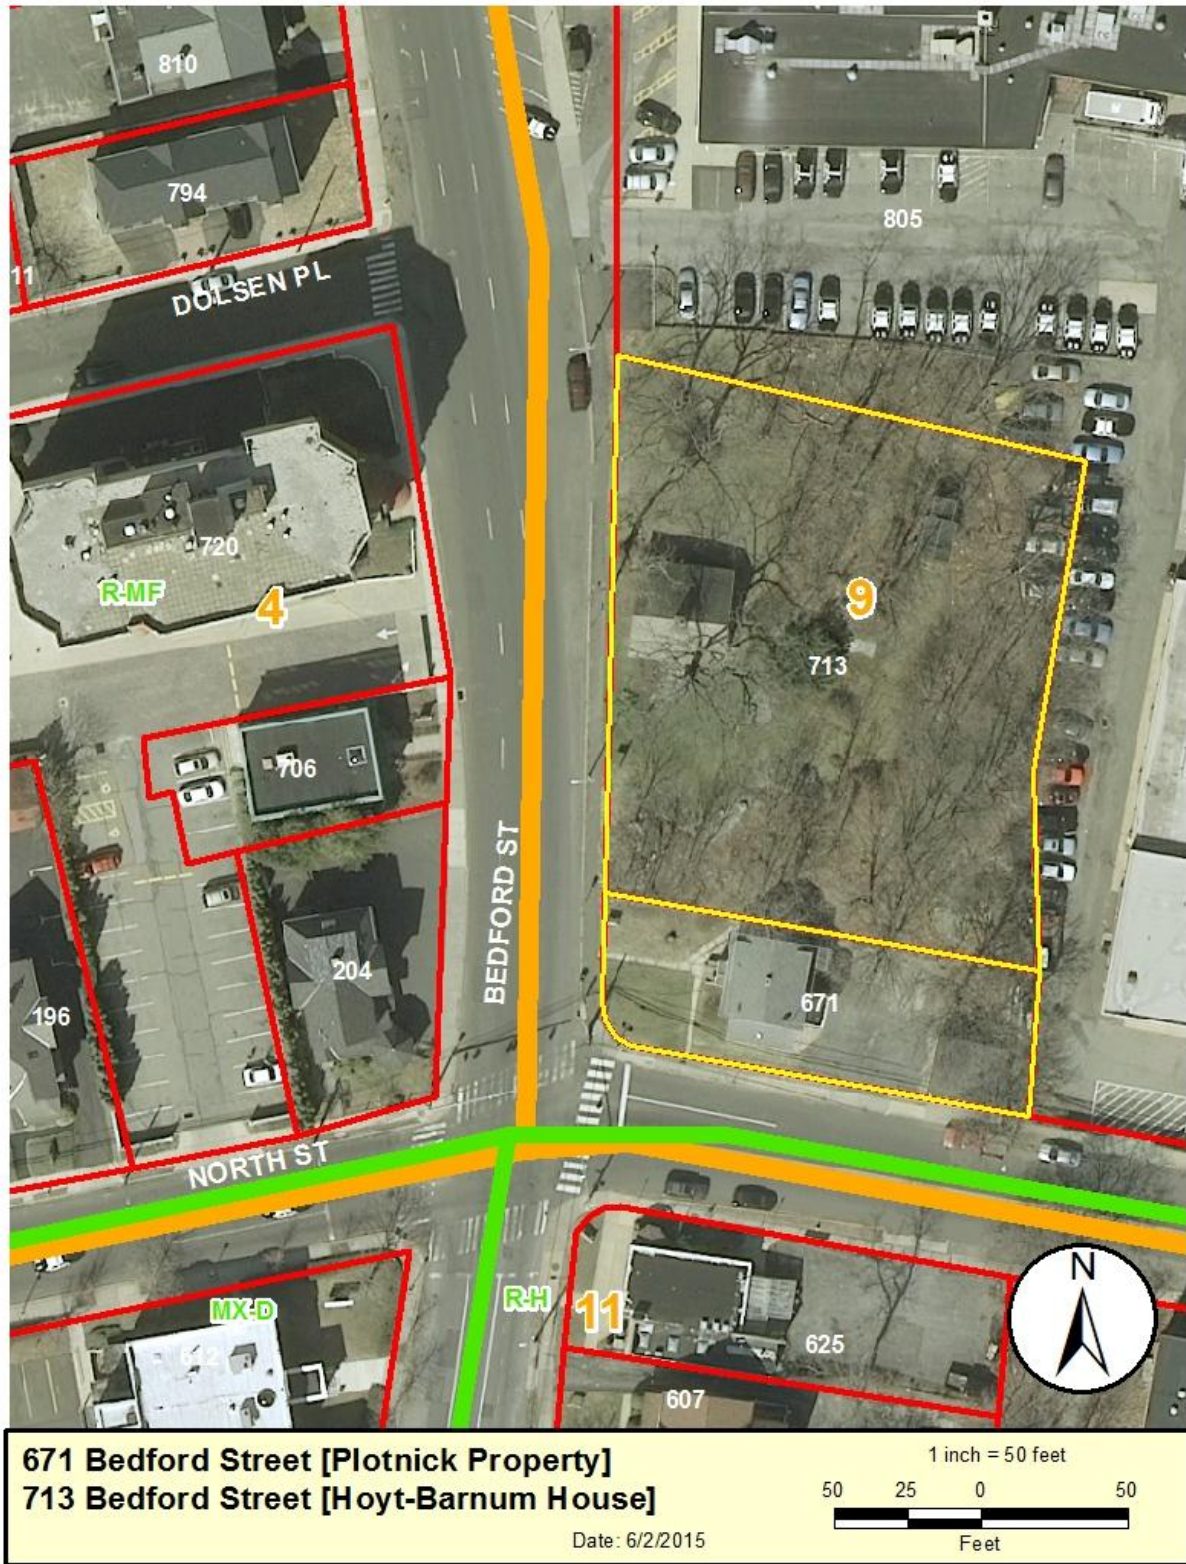 810
794
11
DOLSEN PL
805
720
R-MF
4
9
713
706
BEDFORD ST
204
671
196
NORTH ST
MX-D
R-H
11
625
607
N
671 Bedford Street [Plotnick Property]
713 Bedford Street [Hoyt-Barnum House]
Date: 6/2/2015
1 inch = 50 feet
50 25 0 50
Feet